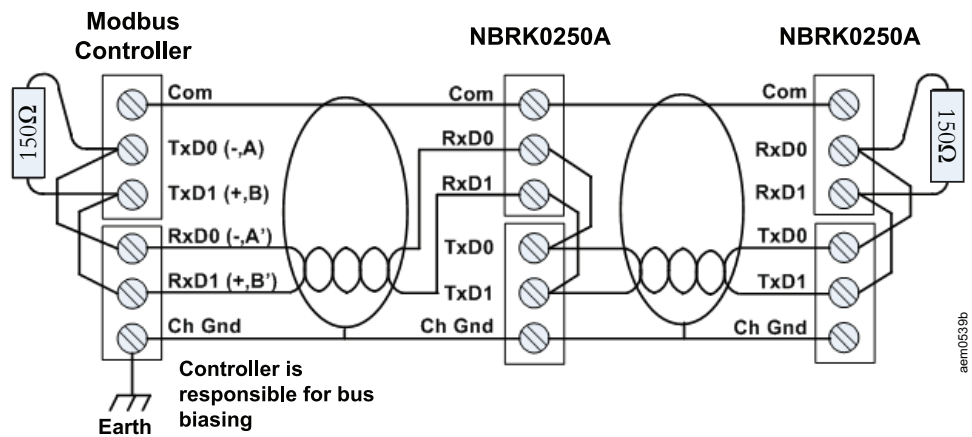 Modbus
Controller
NBRK0250A
NBRK0250A
150Ω
Com
TxD0 (-,A)
TxD1 (+,B)
RxD0 (-,A')
RxD1 (+,B')
Ch Gnd
Com
RxD0
RxD1
TxD0
TxD1
Ch Gnd
Com
RxD0
RxD1
TxD0
TxD1
Ch Gnd
150Ω
Controller is
responsible for bus
biasing
Earth
aem0539b